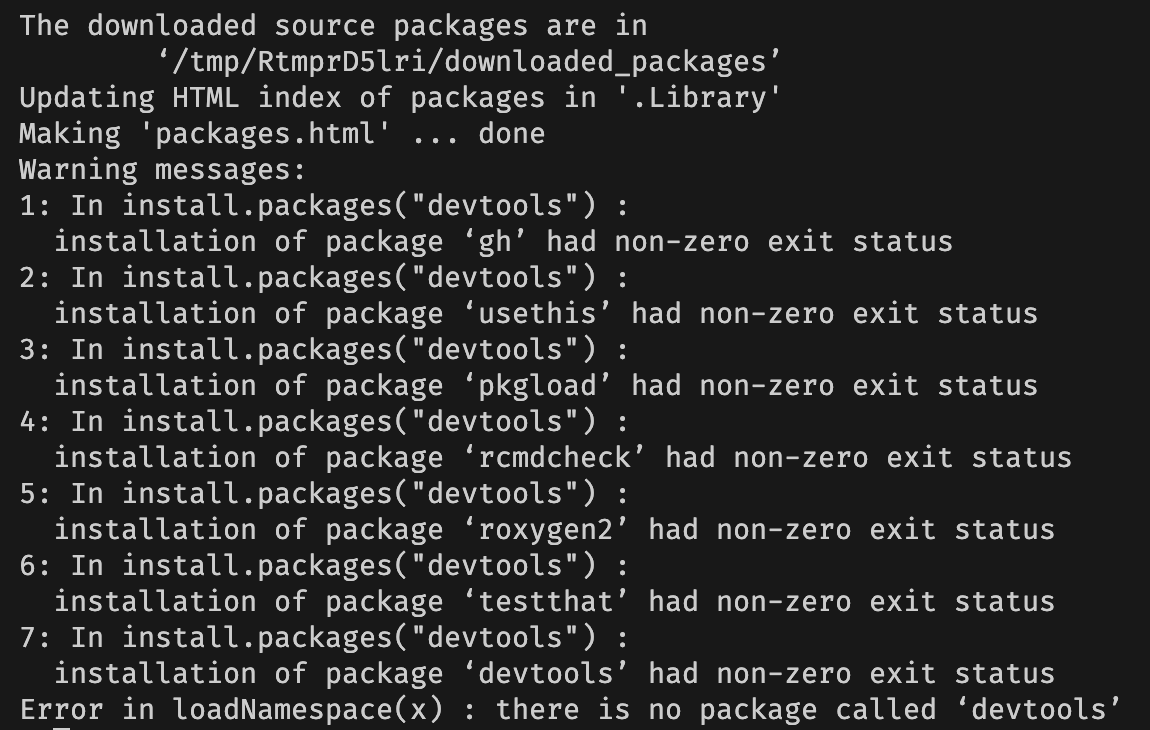 The downloaded source packages are in
        ‘/tmp/RtmprD5lri/downloaded_packages’
Updating HTML index of packages in '.Library'
Making 'packages.html' ... done
Warning messages:
1: In install.packages("devtools") :
  installation of package ‘gh’ had non-zero exit status
2: In install.packages("devtools") :
  installation of package ‘usethis’ had non-zero exit status
3: In install.packages("devtools") :
  installation of package ‘pkgload’ had non-zero exit status
4: In install.packages("devtools") :
  installation of package ‘rcmdcheck’ had non-zero exit status
5: In install.packages("devtools") :
  installation of package ‘roxygen2’ had non-zero exit status
6: In install.packages("devtools") :
  installation of package ‘testthat’ had non-zero exit status
7: In install.packages("devtools") :
  installation of package ‘devtools’ had non-zero exit status
Error in loadNamespace(x) : there is no package called ‘devtools’